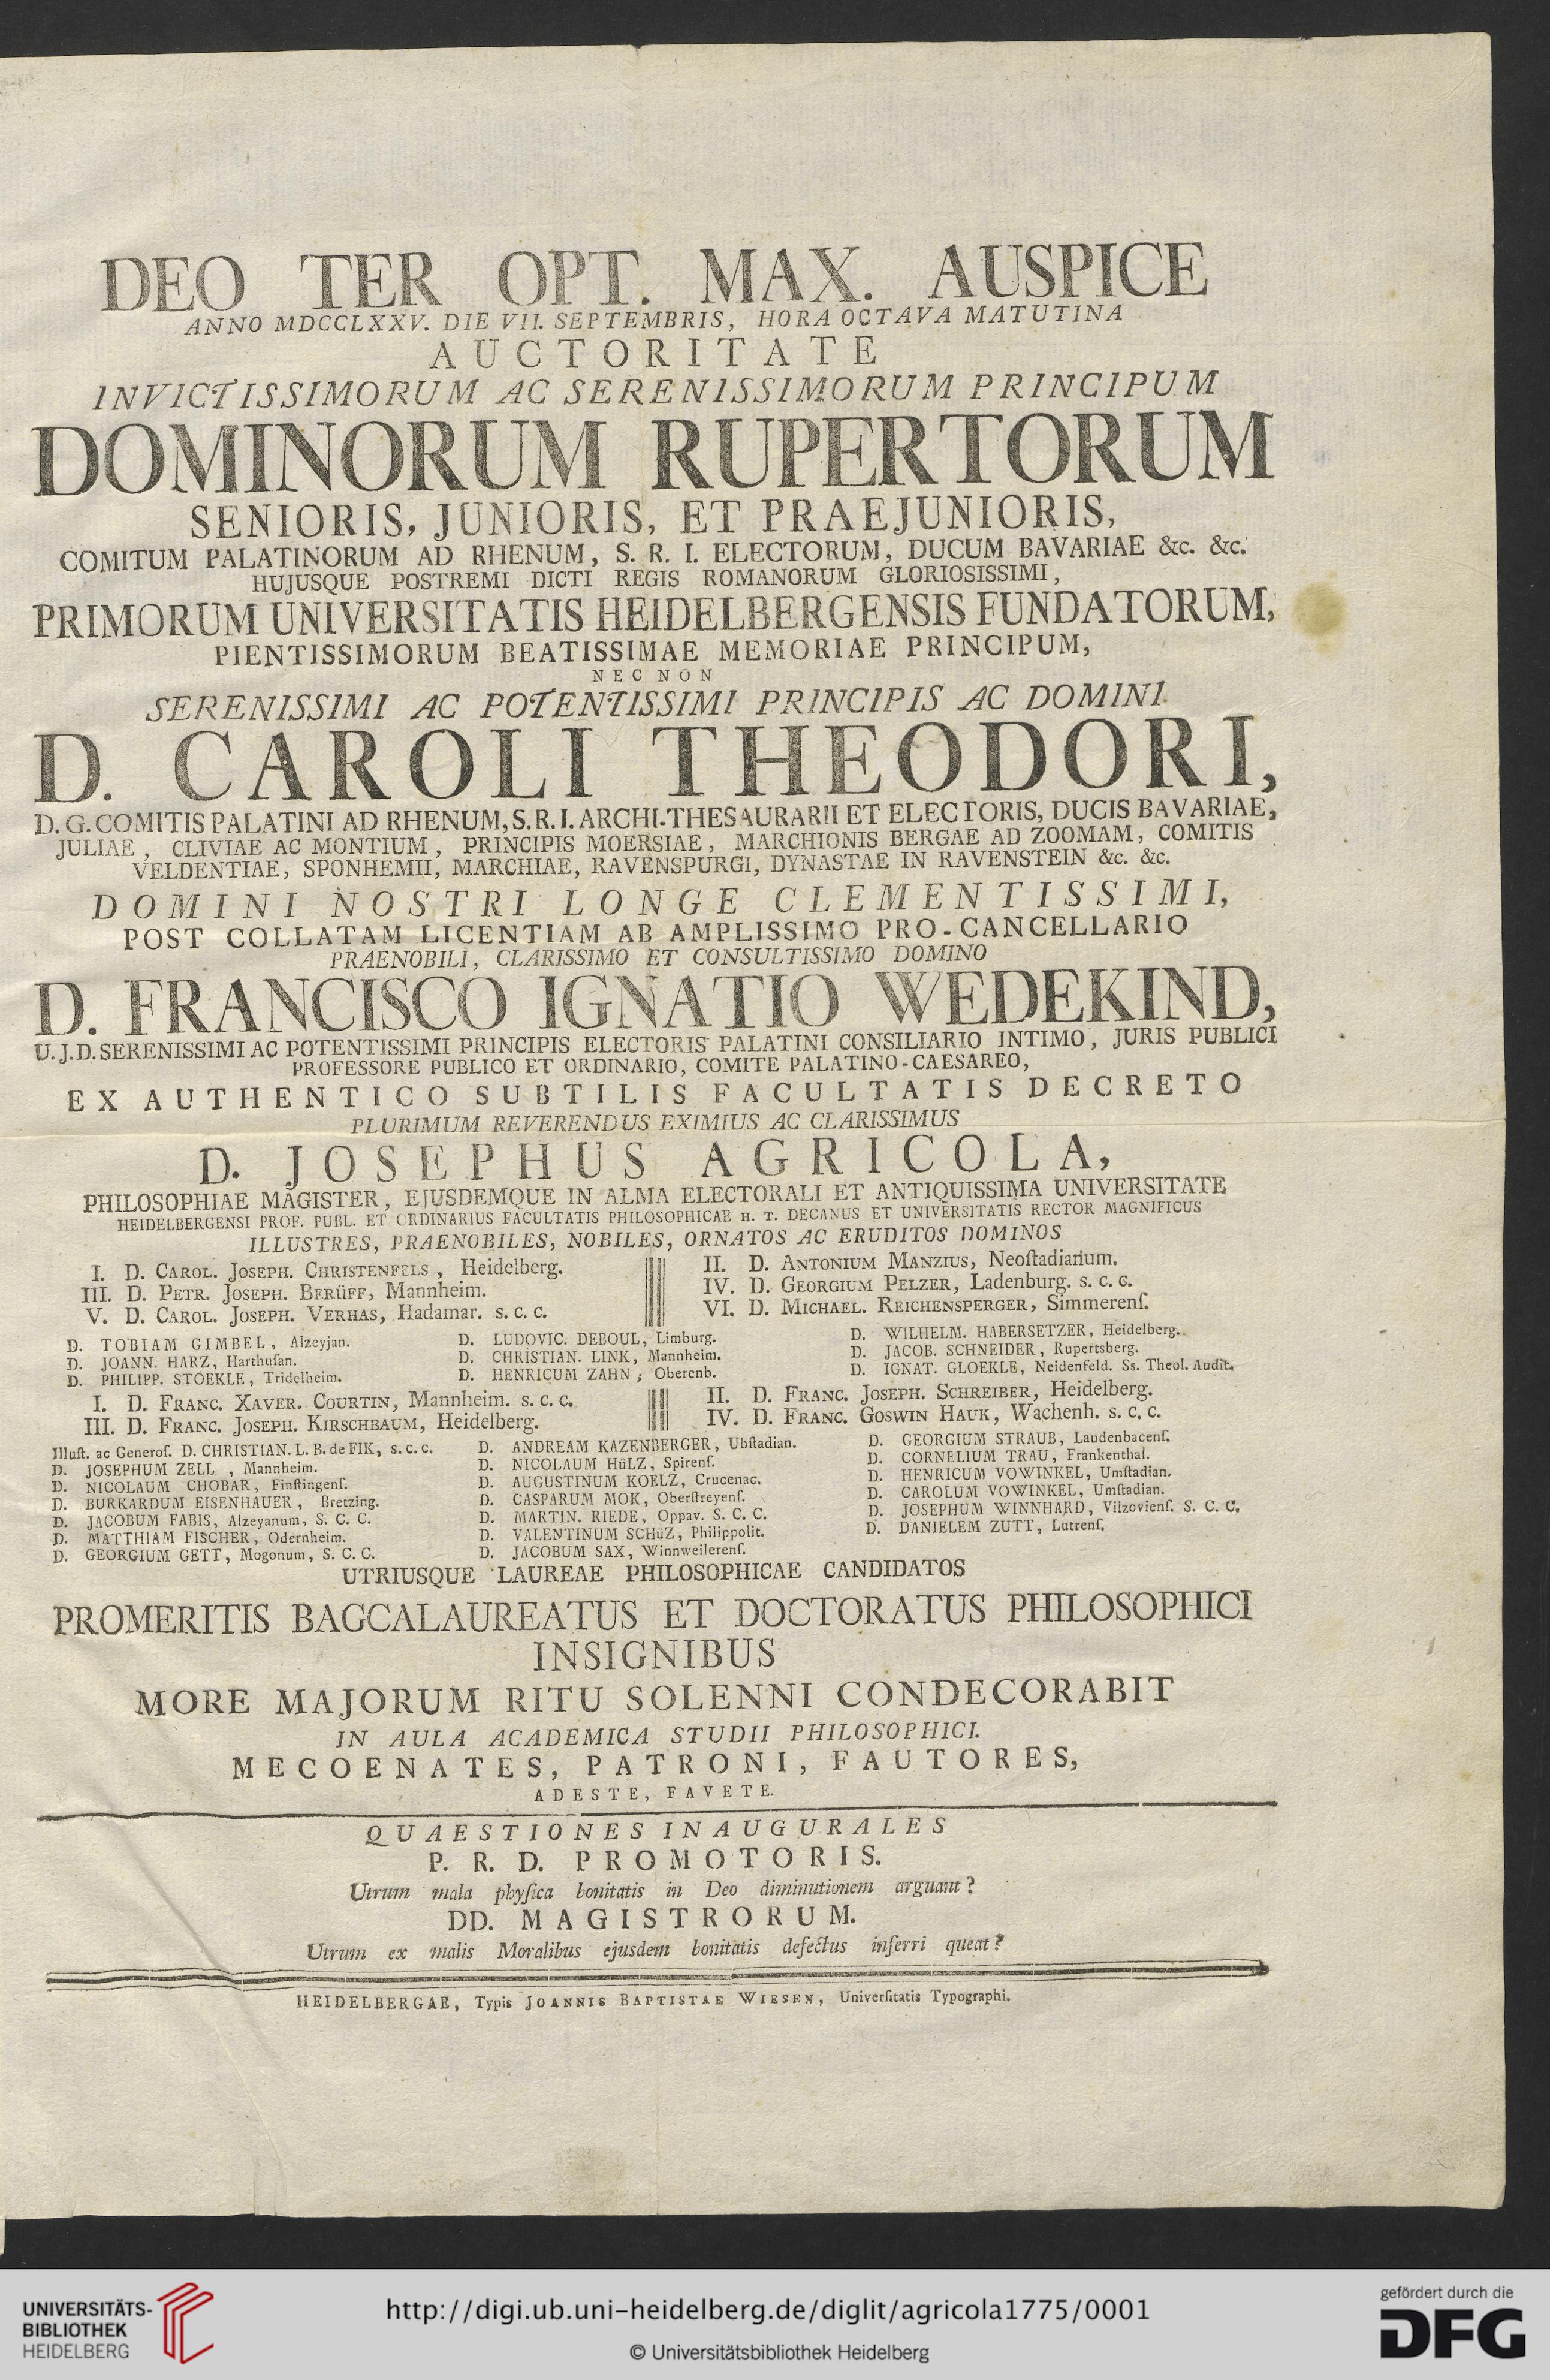 DEO TER OPT. MAX. AUSPICE
ANNO MDCCLXXV. DIE VII. SEPTEMBRIS, HORA OCTAVA MATUTINA
AUCTORITATE
INVICTISSIMORUM AC SERENISSIMORUM PRINCIPUM
DOMINORUM RUPERTORUM
SENIORIS, JUNIORIS, ET PRAEJUNIORIS,
COMITUM PALATINORUM AD RHENUM, S. R. I. ELECTORUM, DUCUM BAVARIAE &c. &c.
HUJUSQUE POSTREMI DICTI REGIS ROMANORUM GLORIOSISSIMI,
PRIMORUM UNIVERSITATIS HEIDELBERGENSIS FUNDATORUM,
PIENTISSIMORUM BEATISSIMAE MEMORIAE PRINCIPUM,
NEC NON
SERENISSIMI AC POTENTISSIMI PRINCIPIS AC DOMINI
D. CAROLI THEODORI,
D. G. COMITIS PALATINI AD RHENUM, S. R. I. ARCHI-THESAURARII ET ELECTORIS, DUCIS BAVARIAE,
JULIAE, CLIVIAE AC MONTIUM, PRINCIPIS MOERSIAE, MARCHIONIS BERGAE AD ZOOMAM, COMITIS
VELDENTIAE, SPONHEMII, MARCHIAE, RAVENSPURGI, DYNASTAE IN RAVENSTEIN &c. &c.
DOMINI NOSTRI LONGE CLEMENTISSIMI,
POST COLLATAM LICENTIAM AB AMPLISSIMO PRO-CANCELLARIO
PRAENOBILI, CLARISSIMO ET CONSULTISSIMO DOMINO
D. FRANCISCO IGNATIO WEDEKIND,
U. J. D. SERENISSIMI AC POTENTISSIMI PRINCIPIS ELECTORIS PALATINI CONSILIARIO INTIMO, JURIS PUBLICI
PROFESSORE PUBLICO ET ORDINARIO, COMITE PALATINO-CAESAREO,
EX AUTHENTICO SUBTILIS FACULTATIS DECRETO
PLURIMUM REVERENDUS EXIMIUS AC CLARISSIMUS
D. JOSEPHUS AGRICOLA,
PHILOSOPHIAE MAGISTER, EJUSDEMQUE IN ALMA ELECTORALI ET ANTIQUISSIMA UNIVERSITATE
HEIDELBERGENSI PROF. PUBL. ET ORDINARIUS FACULTATIS PHILOSOPHICAE H. T. DECANUS ET UNIVERSITATIS RECTOR MAGNIFICUS
ILLUSTRES, PRAENOBILES, NOBILES, ORNATOS AC ERUDITOS DOMINOS
I. D. CAROL. JOSEPH. CHRISTENFELS, Heidelberg. II. D. ANTONIUM MANZIUS, Neoſtadianum.
III. D. PETR. JOSEPH. BERÜFF, Mannheim. IV. D. GEORGIUM PELZER, Ladenburg. s. c. c.
V. D. CAROL. JOSEPH. VERHAS, Hadamar. s. c. c. VI. D. MICHAEL. REICHENSPERGER, Simmerenſ.
D. TOBIAM GIMBEL, Alzeyjan. D. LUDOVIC. DEBOUL, Limburg. D. WILHELM. HABERSETZER, Heidelberg.
D. JOANN. HARZ, Harthuſan. D. CHRISTIAN. LINK, Mannheim. D. JACOB. SCHNEIDER, Rupertsberg.
D. PHILIPP. STOEKLE, Tridelheim. D. HENRICUM ZAHN, Oberenb. D. IGNAT. GLOEKLE, Neidenfeld. Ss. Theol. Audit.
I. D. FRANC. XAVER. COURTIN, Mannheim. s. c. c. II. D. FRANC. JOSEPH. SCHREIBER, Heidelberg.
III. D. FRANC. JOSEPH. KIRSCHBAUM, Heidelberg. IV. D. FRANC. GOSWIN HAUK, Wachenh. s. c. c.
Illuſt. ac Generoſ. D. CHRISTIAN. L. B. de FIK, s. c. c. D. ANDREAM KAZENBERGER, Ubſtadian. D. GEORGIUM STRAUB, Laudenbacenſ.
D. JOSEPHUM ZELL, Mannheim. D. NICOLAUM HüLZ, Spirenſ. D. CORNELIUM TRAU, Frankenthal.
D. NICOLAUM CHOBAR, Finſtingenſ. D. AUGUSTINUM KOELZ, Crucenac. D. HENRICUM VOWINKEL, Umſtadian.
D. BURKARDUM EISENHAUER, Bretzing. D. CASPARUM MOK, Oberſtreyenſ. D. CAROLUM VOWINKEL, Umſtadian.
D. JACOBUM FABIS, Alzeyanum, S. C. C. D. MARTIN. RIEDE, Oppav. S. C. C. D. JOSEPHUM WINNHARD, Vilzovienſ. S. C. C.
D. MATTHIAM FISCHER, Odernheim. D. VALENTINUM SCHüZ, Philippolit. D. DANIELEM ZUTT, Lutrenſ.
D. GEORGIUM GETT, Mogonum, S. C. C. D. JACOBUM SAX, Winnweilerenſ.
UTRIUSQUE LAUREAE PHILOSOPHICAE CANDIDATOS
PROMERITIS BAGCALAUREATUS ET DOCTORATUS PHILOSOPHICI
INSIGNIBUS
MORE MAJORUM RITU SOLENNI CONDECORABIT
IN AULA ACADEMICA STUDII PHILOSOPHICI.
MECOENATES, PATRONI, FAUTORES,
ADESTE, FAVETE.
QUAESTIONES INAUGURALES
P. R. D. PROMOTORIS.
Utrum mala phyſica bonitatis in Deo diminutionem arguant?
DD. MAGISTRORUM.
Utrum ex malis Moralibus ejusdem bonitatis defectus inferri queat?
HEIDELBERGAE, Typis JOANNIS BAPTISTAE WIESEN, Univerſitatis Typographi.
UNIVERSITÄTS-
BIBLIOTHEK
HEIDELBERG
http://digi.ub.uni-heidelberg.de/diglit/agricola1775/0001
© Universitätsbibliothek Heidelberg
gefördert durch die
DFG